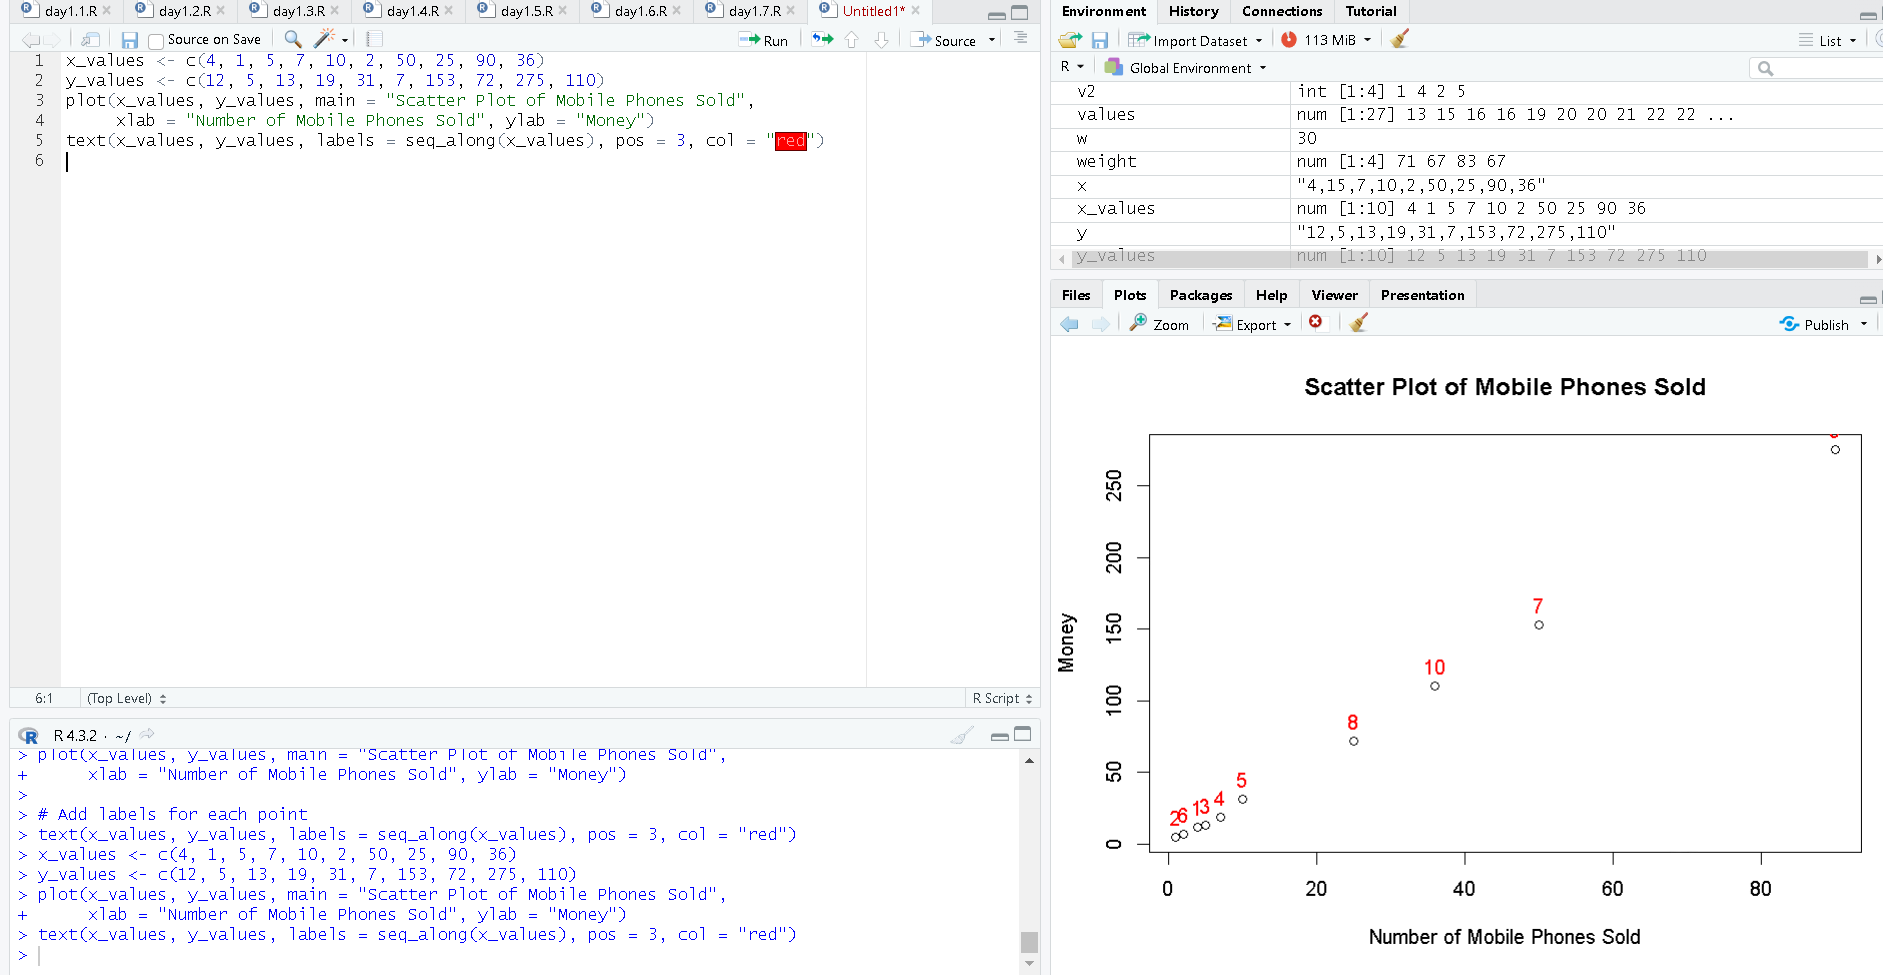 day1.1.R day1.2.R day1.3.R day1.4.R day1.5.R day1.6.R day1.7.R Untitled1*
Source on Save Run Source
1 x_values <- c(4, 1, 5, 7, 10, 2, 50, 25, 90, 36)
2 y_values <- c(12, 5, 13, 19, 31, 7, 153, 72, 275, 110)
3 plot(x_values, y_values, main = "Scatter Plot of Mobile Phones Sold",
4 xlab = "Number of Mobile Phones Sold", ylab = "Money")
5 text(x_values, y_values, labels = seq_along(x_values), pos = 3, col = "red")
6
6:1 (Top Level) R Script
R 4.3.2 · ~/
> plot(x_values, y_values, main = "Scatter Plot of Mobile Phones Sold",
+ xlab = "Number of Mobile Phones Sold", ylab = "Money")
>
> # Add labels for each point
> text(x_values, y_values, labels = seq_along(x_values), pos = 3, col = "red")
> x_values <- c(4, 1, 5, 7, 10, 2, 50, 25, 90, 36)
> y_values <- c(12, 5, 13, 19, 31, 7, 153, 72, 275, 110)
> plot(x_values, y_values, main = "Scatter Plot of Mobile Phones Sold",
+ xlab = "Number of Mobile Phones Sold", ylab = "Money")
> text(x_values, y_values, labels = seq_along(x_values), pos = 3, col = "red")
>
Environment History Connections Tutorial
Import Dataset 113 MiB List
R Global Environment
v2 int [1:4] 1 4 2 5
values num [1:27] 13 15 16 16 19 20 20 21 22 22 ...
w 30
weight num [1:4] 71 67 83 67
x "4,15,7,10,2,50,25,90,36"
x_values num [1:10] 4 1 5 7 10 2 50 25 90 36
y "12,5,13,19,31,7,153,72,275,110"
y_values num [1:10] 12 5 13 19 31 7 153 72 275 110
Files Plots Packages Help Viewer Presentation
Zoom Export Publish
Scatter Plot of Mobile Phones Sold
250
200
150
100
50
0
Money
7
10
8
5
4
3
1
6
2
0 20 40 60 80
Number of Mobile Phones Sold